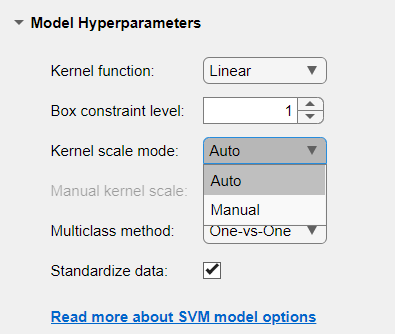 Model Hyperparameters
Kernel function: Linear
Box constraint level: 1
Kernel scale mode: Auto
Auto
Manual kernel scale:
Manual
Multiclass method: One-vs-One
Standardize data:
Read more about SVM model options